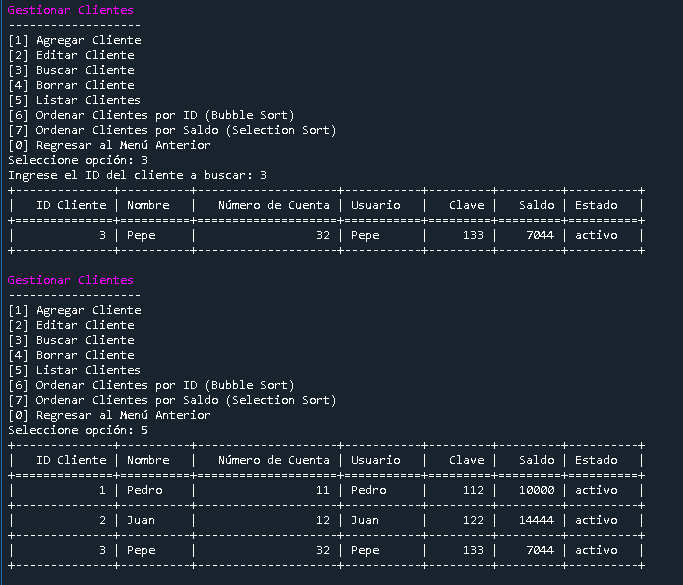 Gestionar Clientes
-------------------
[1] Agregar Cliente
[2] Editar Cliente
[3] Buscar Cliente
[4] Borrar Cliente
[5] Listar Clientes
[6] Ordenar Clientes por ID (Bubble Sort)
[7] Ordenar Clientes por Saldo (Selection Sort)
[0] Regresar al Menú Anterior
Seleccione opción: 3
Ingrese el ID del cliente a buscar: 3
+--------------+----------+--------------------+-----------+---------+---------+----------+
|   ID Cliente | Nombre   |   Número de Cuenta | Usuario   |   Clave |   Saldo | Estado   |
+==============+==========+====================+===========+=========+=========+==========+
|            3 | Pepe     |                 32 | Pepe      |     133 |    7044 | activo   |
+--------------+----------+--------------------+-----------+---------+---------+----------+
Gestionar Clientes
-------------------
[1] Agregar Cliente
[2] Editar Cliente
[3] Buscar Cliente
[4] Borrar Cliente
[5] Listar Clientes
[6] Ordenar Clientes por ID (Bubble Sort)
[7] Ordenar Clientes por Saldo (Selection Sort)
[0] Regresar al Menú Anterior
Seleccione opción: 5
+--------------+----------+--------------------+-----------+---------+---------+----------+
|   ID Cliente | Nombre   |   Número de Cuenta | Usuario   |   Clave |   Saldo | Estado   |
+==============+==========+====================+===========+=========+=========+==========+
|            1 | Pedro    |                 11 | Pedro     |     112 |   10000 | activo   |
+--------------+----------+--------------------+-----------+---------+---------+----------+
|            2 | Juan     |                 12 | Juan      |     122 |   14444 | activo   |
+--------------+----------+--------------------+-----------+---------+---------+----------+
|            3 | Pepe     |                 32 | Pepe      |     133 |    7044 | activo   |
+--------------+----------+--------------------+-----------+---------+---------+----------+